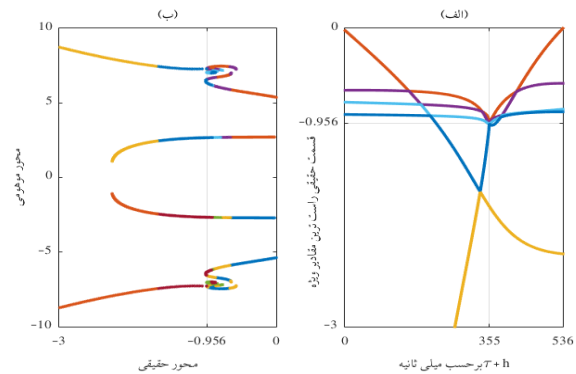 (الف)
0
-0.956
-3
قسمت حقیقی راست ترین مقادیر ویژه
0
355
536
τ + h برحسب میلی ثانیه
(ب)
10
5
0
-5
-10
محور موهومی
-3
-0.956
0
محور حقیقی